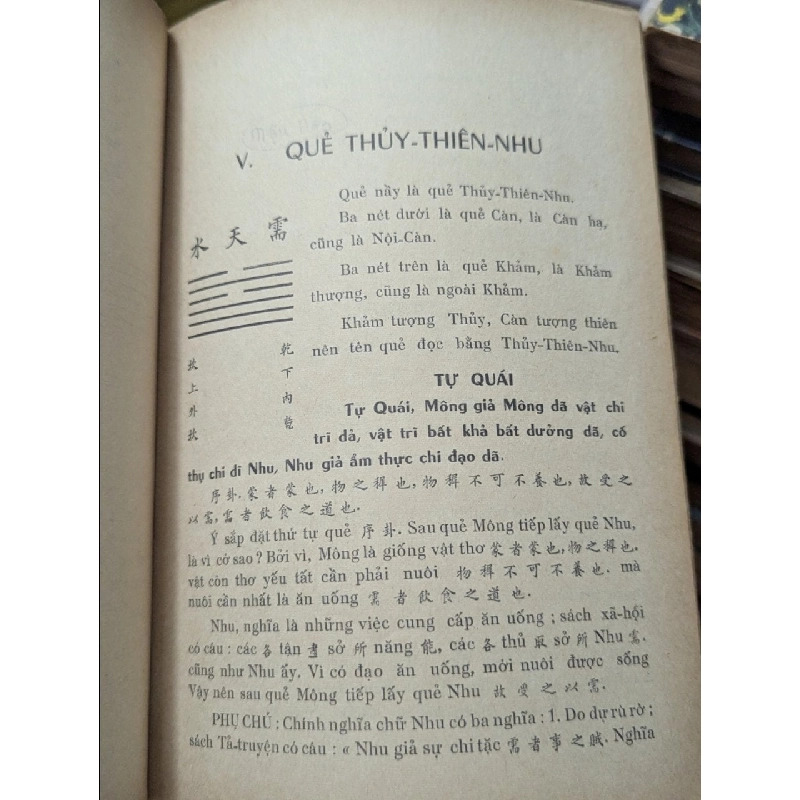 V. QUẺ THỦY-THIÊN-NHU
Quẻ nầy là quẻ Thủy-Thiên-Nhu.
Ba nét dưới là quẻ Càn, là Càn hạ,
cũng là Nội-Càn.
水天需
Ba nét trên là quẻ Khảm, là Khảm
thượng, cũng là ngoài Khảm.
Khảm tượng Thủy, Càn tượng thiên
nên tên quẻ đọc bằng Thủy-Thiên-Nhu.
乾下內乾
坎上外坎
TỰ QUÁI
Tự Quái, Mông giả Mông dã vật chi
trĩ dả, vật trĩ bất khả bất dưỡng dã, cố
thụ chi dĩ Nhu, Nhu giả ẩm thực chi đạo dã.
序卦.蒙者蒙也,物之稺也,物稺不可不養也,故受之
以需,需者飲食之道也.
Ý sắp đặt thứ tự quẻ 序卦. Sau quẻ Mông tiếp lấy quẻ Nhu,
là vì cớ sao ? Bởi vì, Mông là giống vật thơ 蒙者蒙也,物之稺也.
vật còn thơ yếu tất cần phải nuôi 物稺不可不養也. mà
nuôi cần nhất là ăn uống 需者飲食之道也.
Nhu, nghĩa là những việc cung cấp ăn uống ; sách xã-hội
có câu : các 各 tận 盡 sở 所 năng 能, các 各 thủ 取 sở 所 Nhu 需.
cũng như Nhu ấy. Vì có đạo ăn uống, mới nuôi được sống
Vậy nên sau quẻ Mông tiếp lấy quẻ Nhu 故受之以需.
PHỤ CHÚ : Chính nghĩa chữ Nhu có ba nghĩa : 1. Do dự rù rờ ;
sách Tả-truyện có câu : « Nhu giả sự chi tặc 需者事之賊. Nghĩa